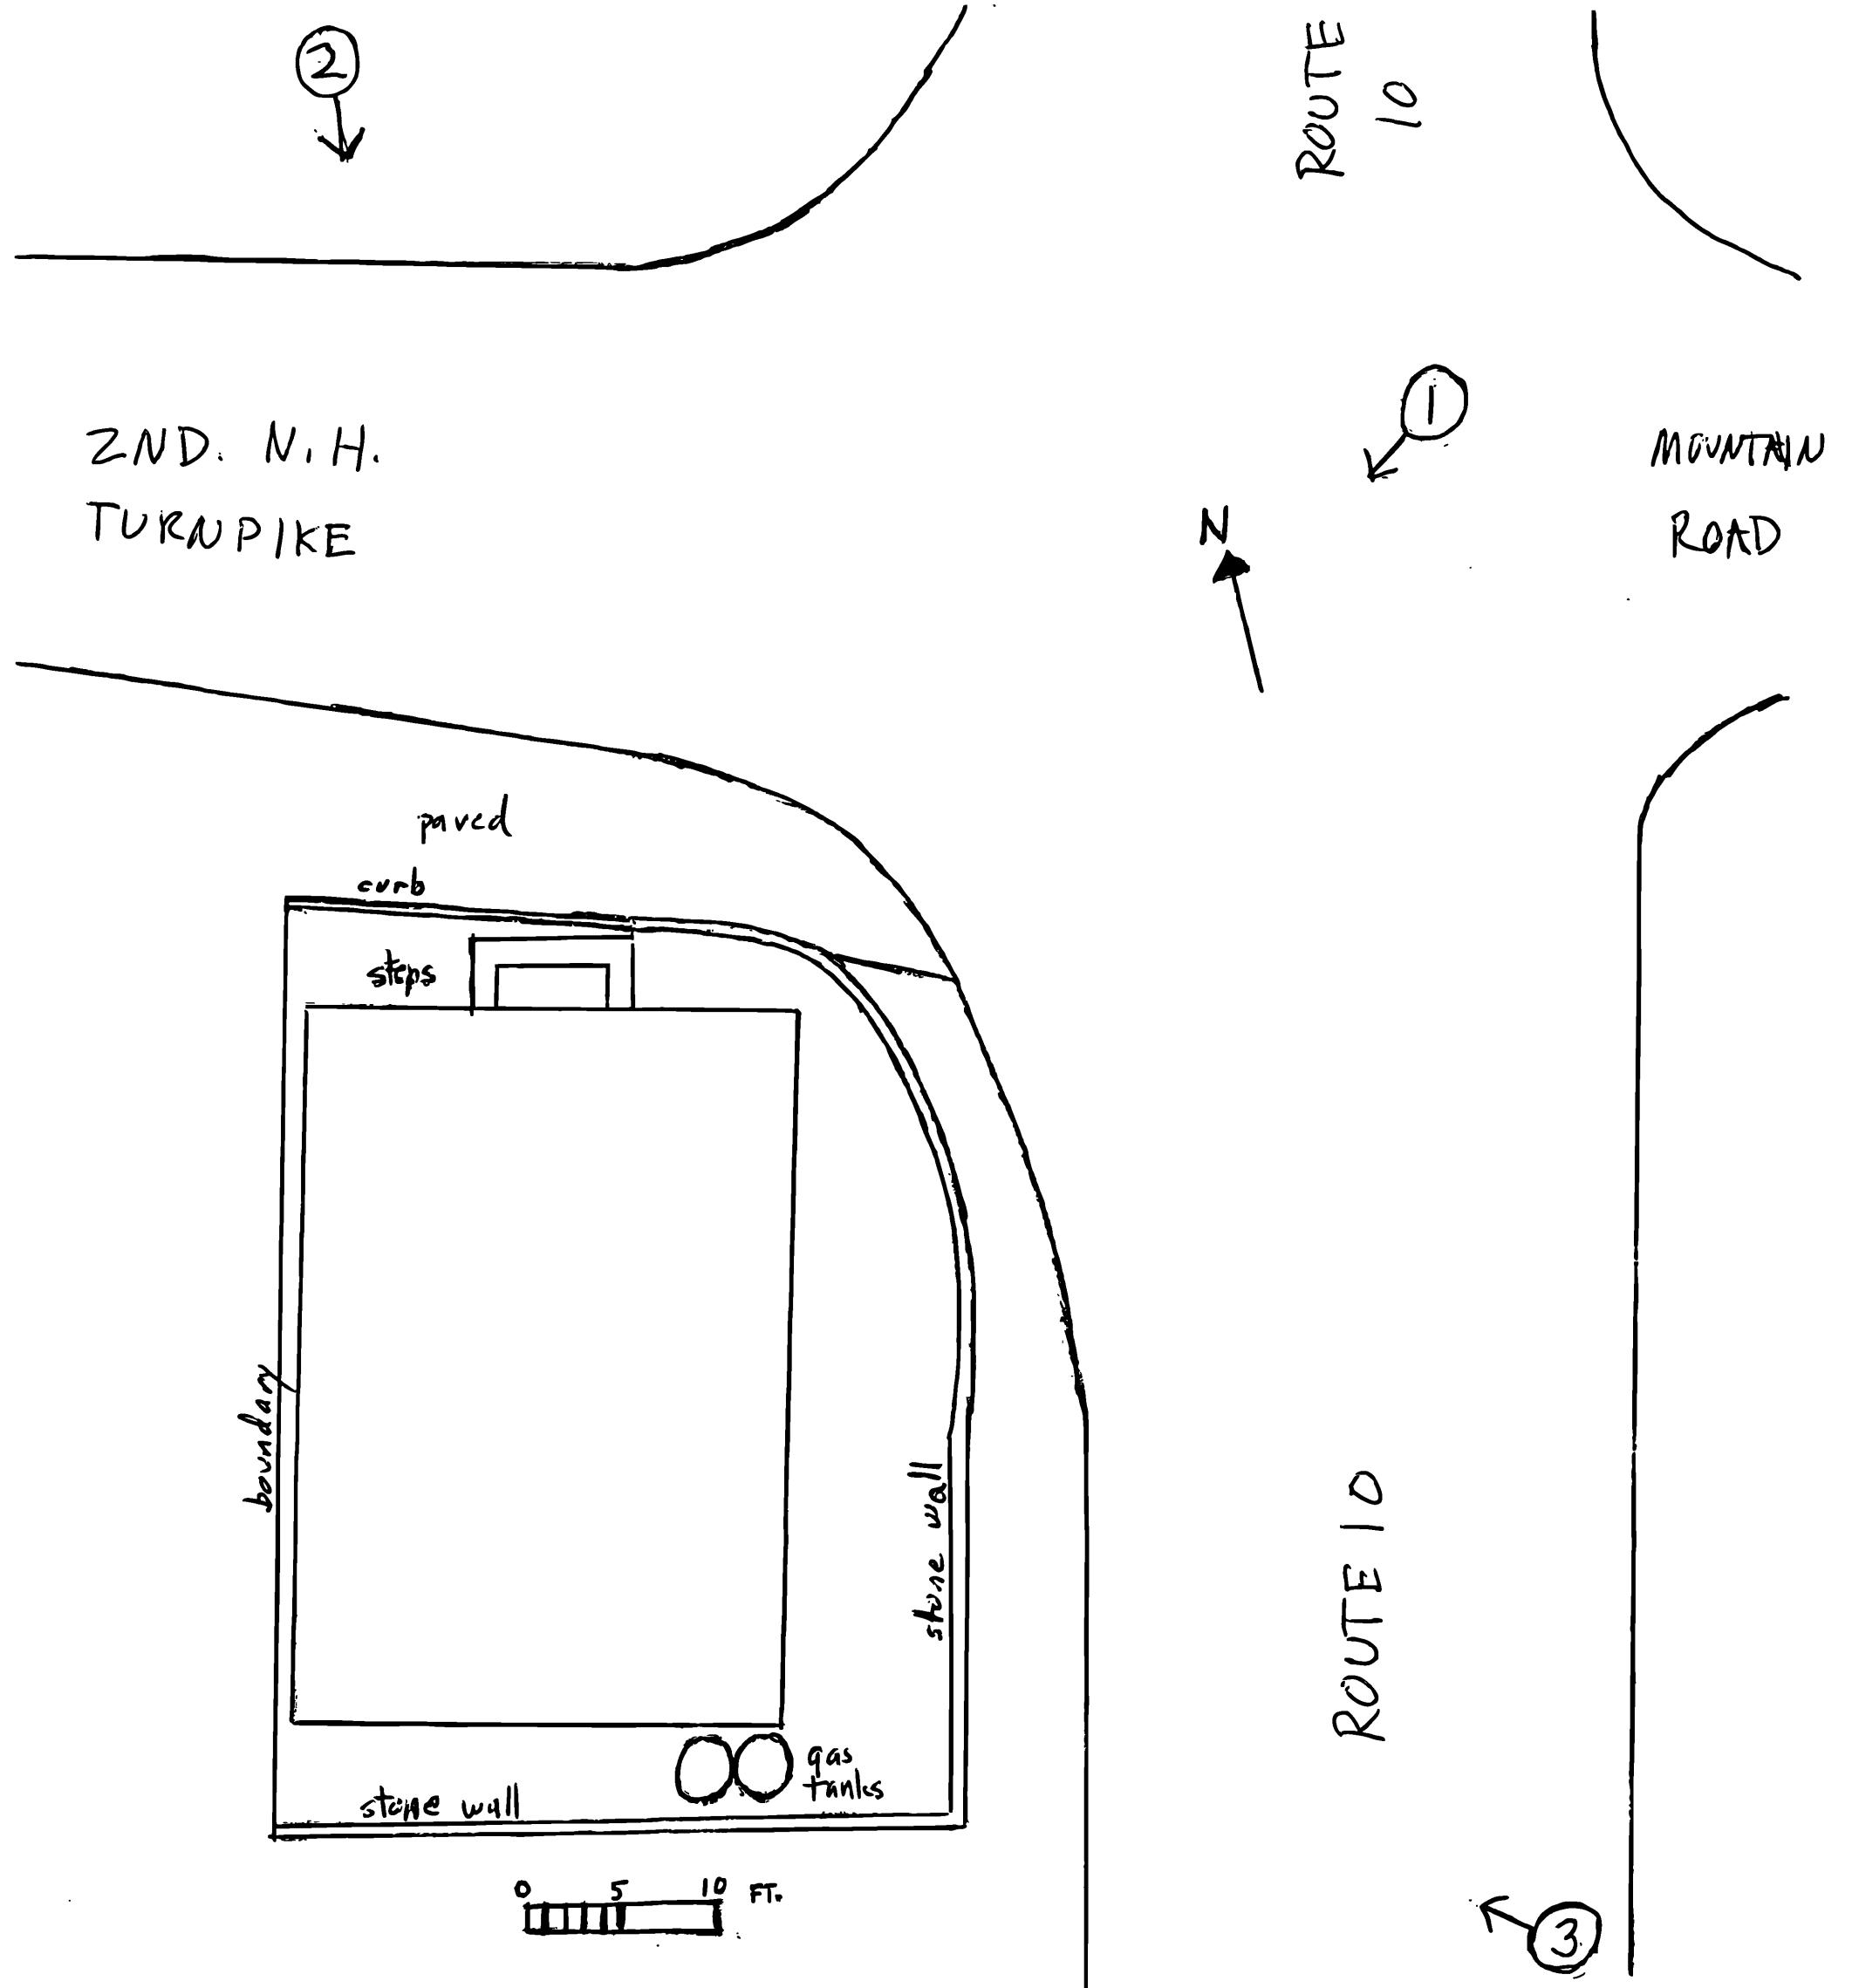 2
ROUTE
10
1
2ND. N.H.
TURNPIKE
MOUNTAIN
ROAD
N
paved
curb
steps
boundary
stone wall
ROUTE 10
gas
tanks
stone wall
0 5 10 FT.
3